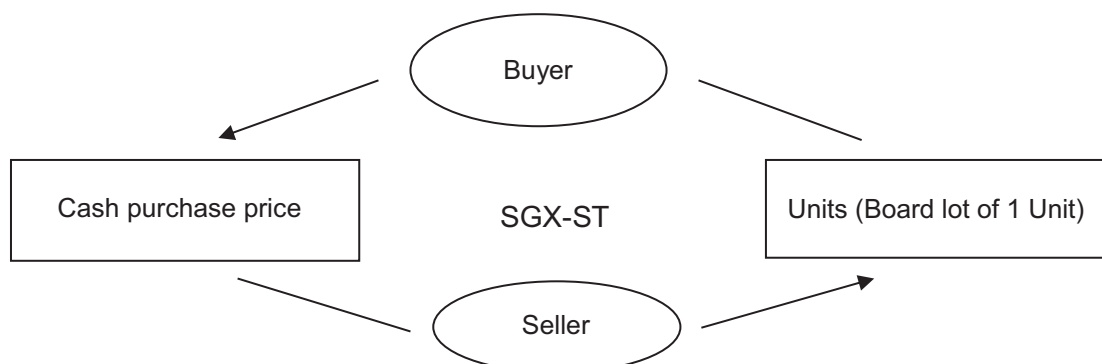 Buyer
Cash purchase price
SGX-ST
Units (Board lot of 1 Unit)
Seller